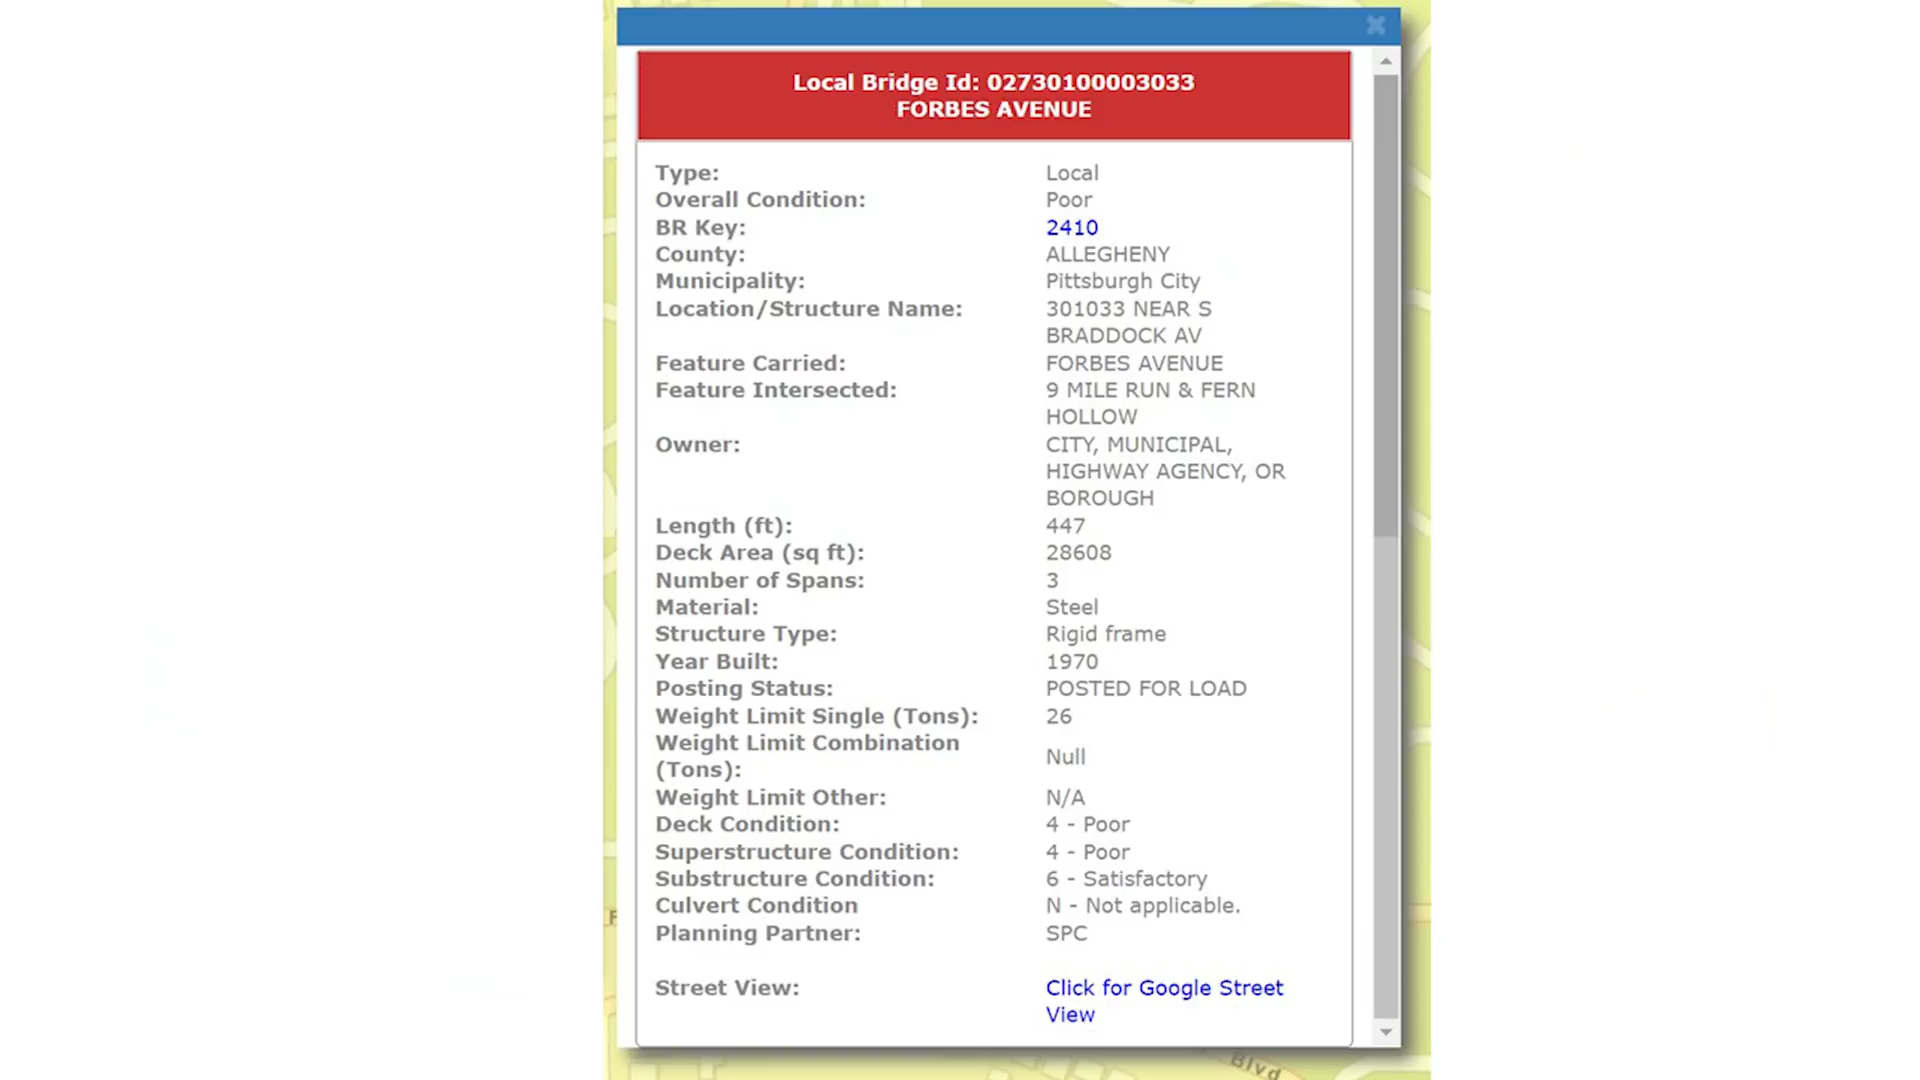 Local Bridge Id: 02730100003033
FORBES AVENUE
Type: Local
Overall Condition: Poor
BR Key: 2410
County: ALLEGHENY
Municipality: Pittsburgh City
Location/Structure Name: 301033 NEAR S
BRADDOCK AV
Feature Carried: FORBES AVENUE
Feature Intersected: 9 MILE RUN & FERN
HOLLOW
Owner: CITY, MUNICIPAL,
HIGHWAY AGENCY, OR
BOROUGH
Length (ft): 447
Deck Area (sq ft): 28608
Number of Spans: 3
Material: Steel
Structure Type: Rigid frame
Year Built: 1970
Posting Status: POSTED FOR LOAD
Weight Limit Single (Tons): 26
Weight Limit Combination
(Tons): Null
Weight Limit Other: N/A
Deck Condition: 4 - Poor
Superstructure Condition: 4 - Poor
Substructure Condition: 6 - Satisfactory
Culvert Condition N - Not applicable.
Planning Partner: SPC
Street View: Click for Google Street
View
Blvd